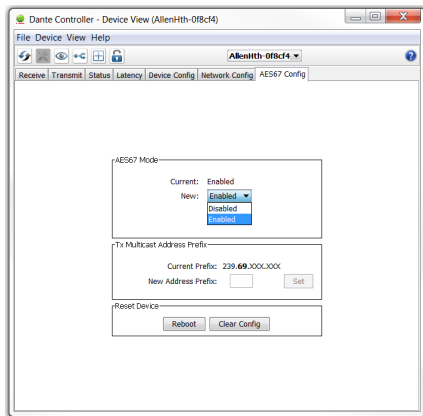 Dante Controller - Device View (AllenHth-0f8cf4)
File Device View Help
AllenHth-0f8cf4
?
Receive Transmit Status Latency Device Config Network Config AES67 Config
AES67 Mode
Current: Enabled
New: Enabled
Disabled
Enabled
Tx Multicast Address Prefix
Current Prefix: 239.69.XXX.XXX
New Address Prefix: Set
Reset Device
Reboot Clear Config